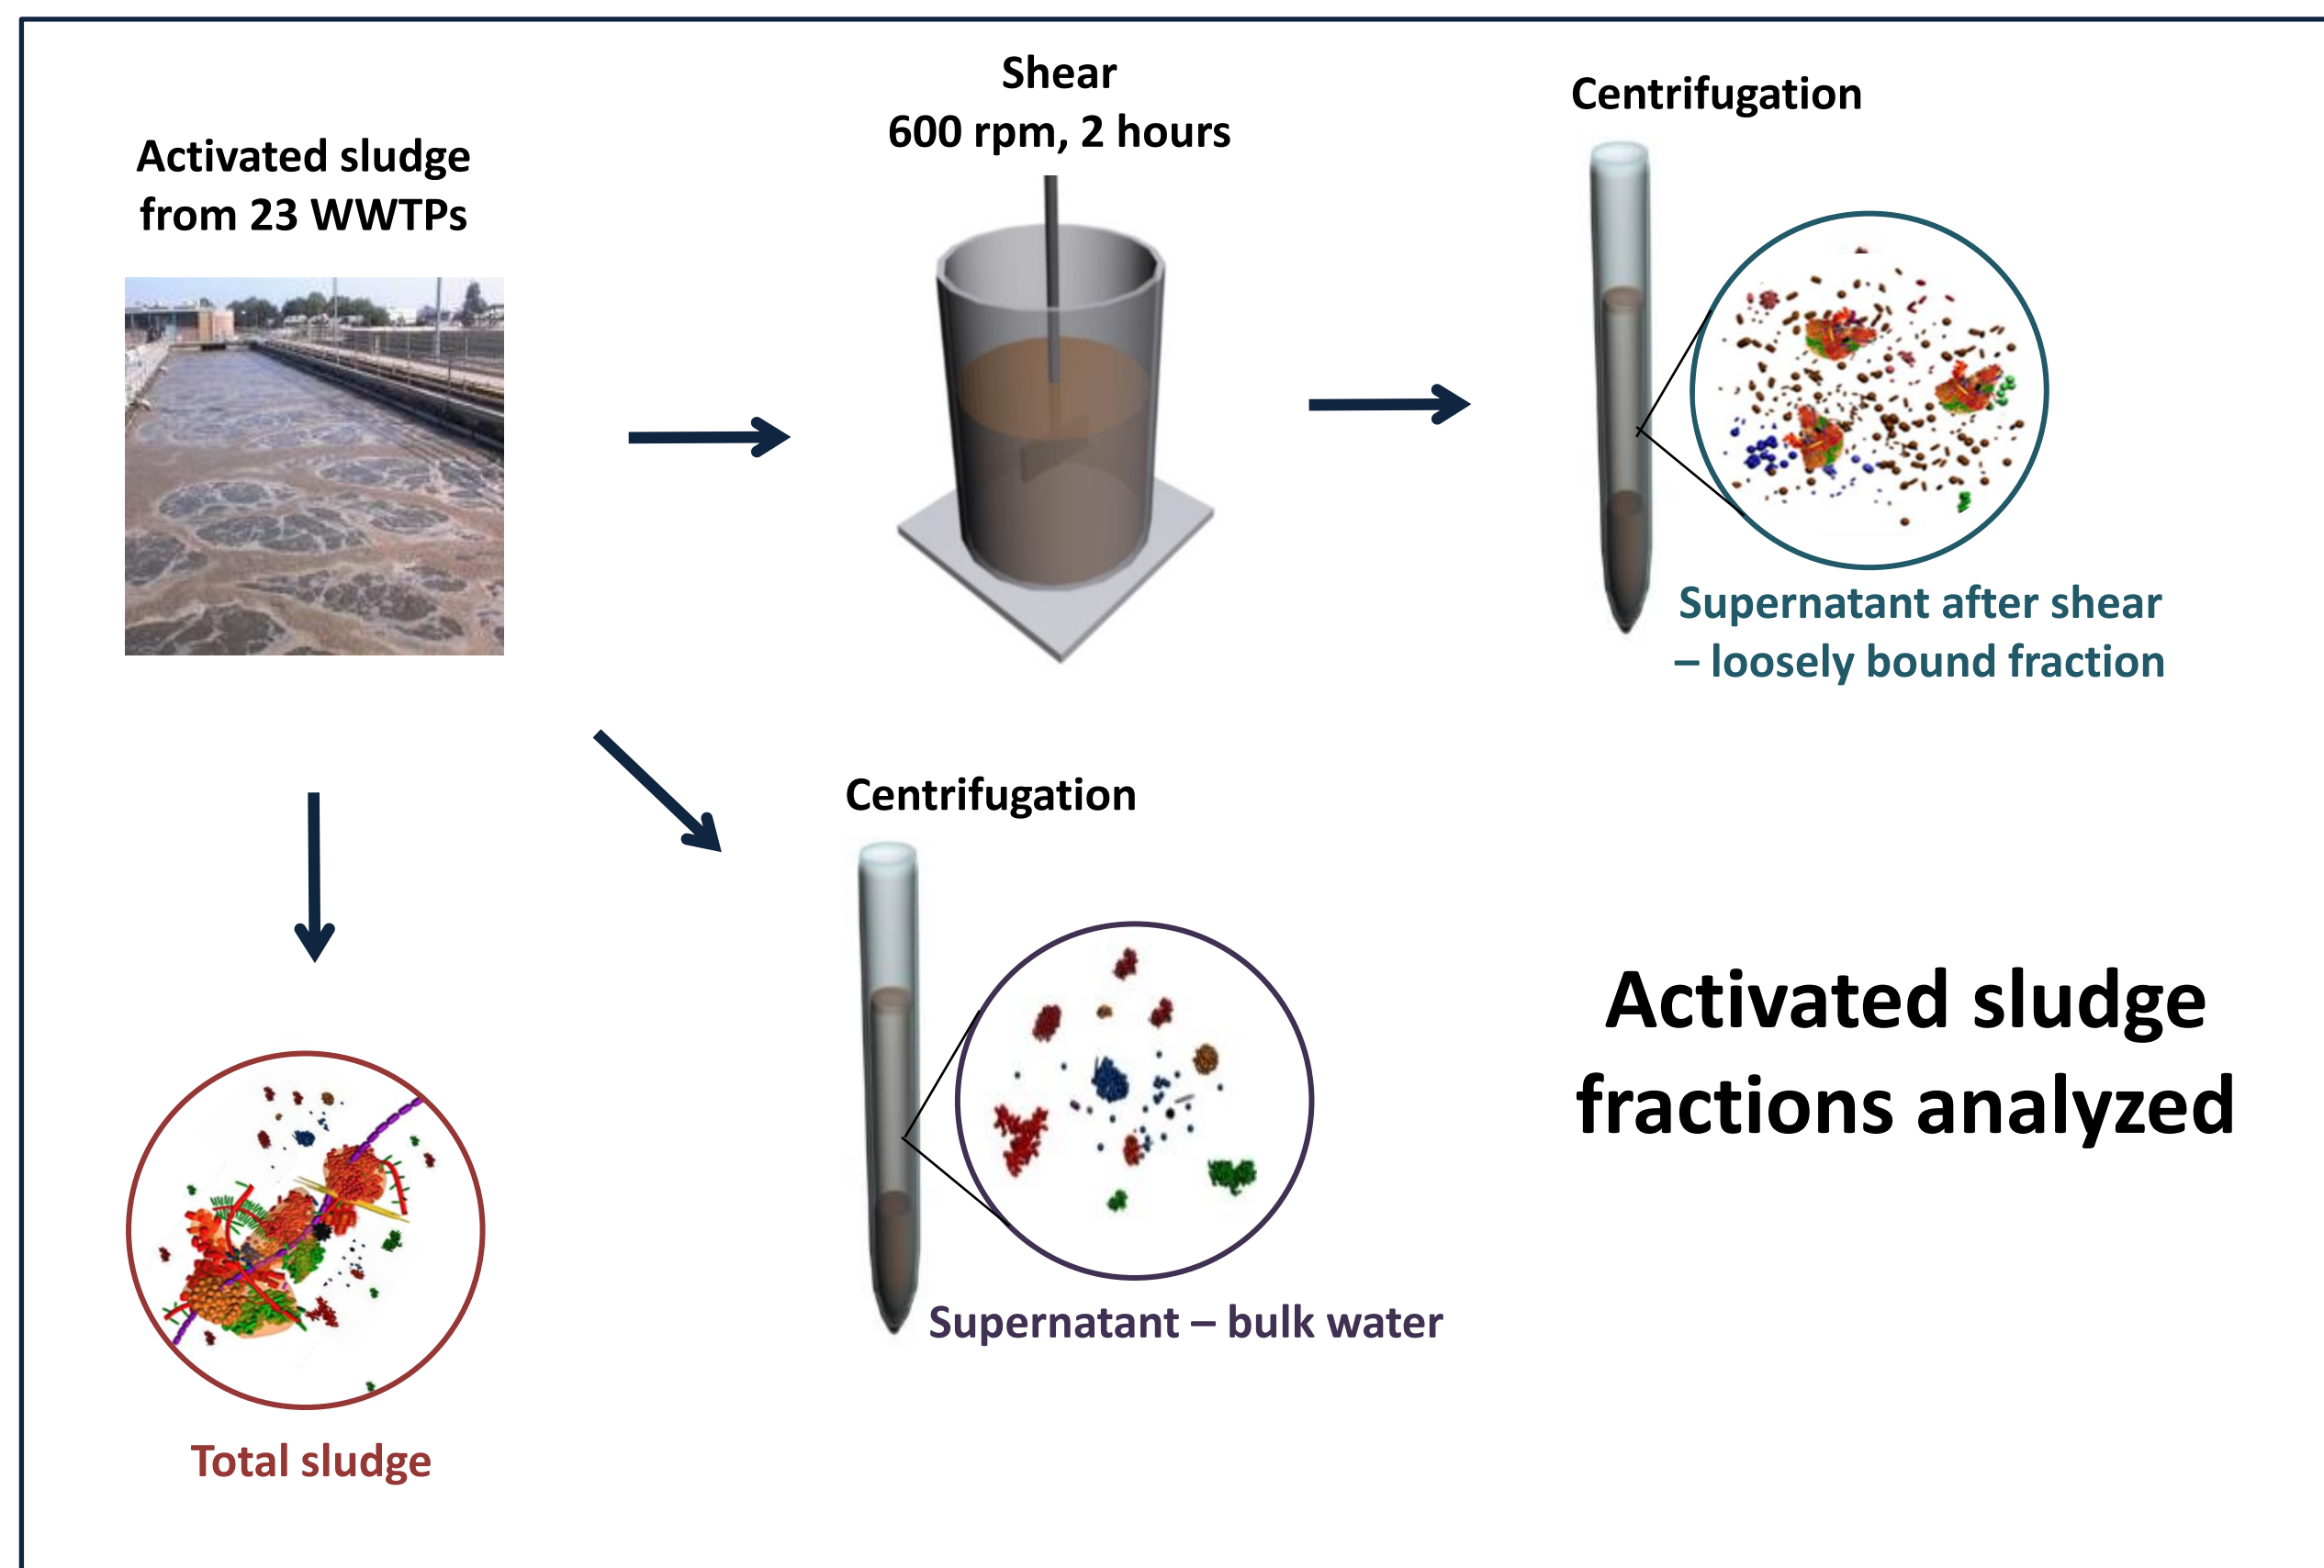 Activated sludge
from 23 WWTPs
Shear
600 rpm, 2 hours
Centrifugation
Supernatant after shear
– loosely bound fraction
Centrifugation
Supernatant – bulk water
Total sludge
Activated sludge
fractions analyzed